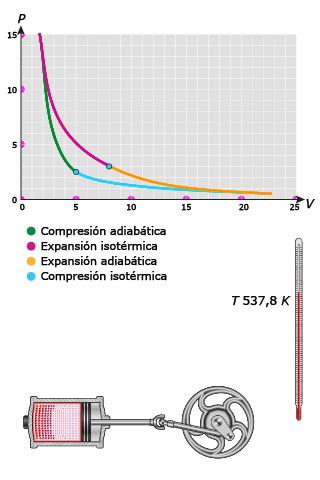 P
15
10
5
0
0 5 10 15 20 25 V
Compresión adiabática
Expansión isotérmica
Expansión adiabática
Compresión isotérmica
T 537,8 K